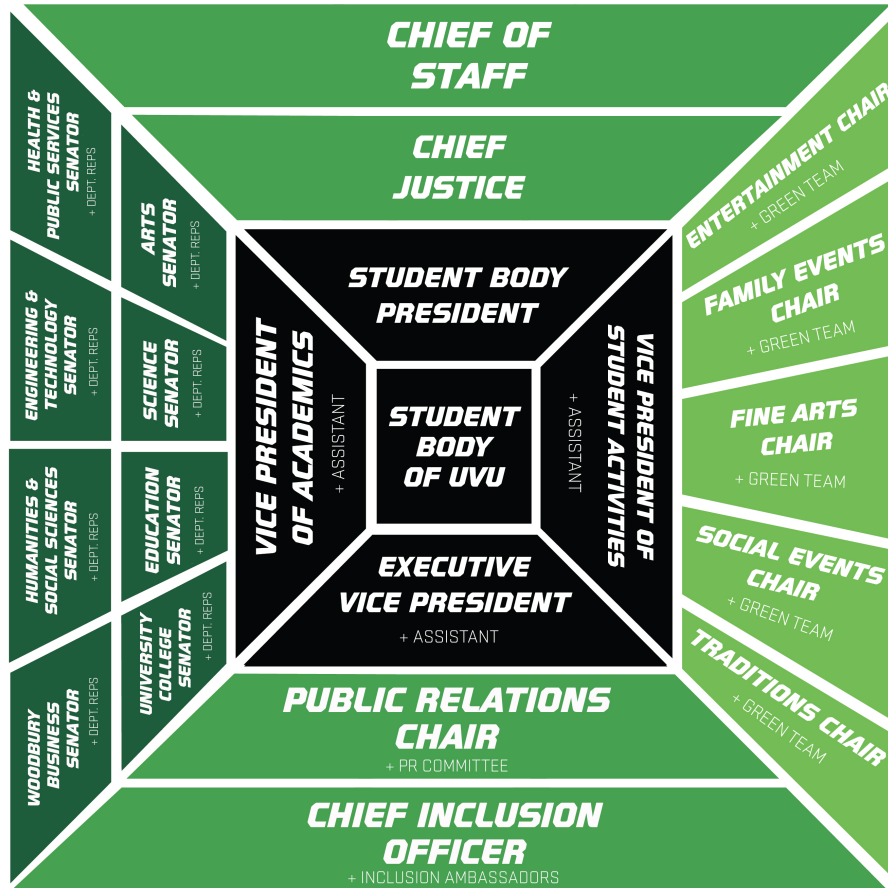 CHIEF OF
STAFF
CHIEF
JUSTICE
HEALTH &
PUBLIC SERVICES
SENATOR
+ DEPT. REPS
ARTS
SENATOR
+ DEPT. REPS
ENGINEERING &
TECHNOLOGY
SENATOR
+ DEPT. REPS
SCIENCE
SENATOR
+ DEPT. REPS
HUMANITIES &
SOCIAL SCIENCES
SENATOR
+ DEPT. REPS
EDUCATION
SENATOR
+ DEPT. REPS
WOODBURY
BUSINESS
SENATOR
+ DEPT. REPS
UNIVERSITY
COLLEGE
SENATOR
+ DEPT. REPS
STUDENT BODY
PRESIDENT
VICE PRESIDENT
OF ACADEMICS
+ ASSISTANT
STUDENT
BODY
OF UVU
VICE PRESIDENT OF
STUDENT ACTIVITIES
+ ASSISTANT
EXECUTIVE
VICE PRESIDENT
+ ASSISTANT
ENTERTAINMENT CHAIR
+ GREEN TEAM
FAMILY EVENTS
CHAIR
+ GREEN TEAM
FINE ARTS
CHAIR
+ GREEN TEAM
SOCIAL EVENTS
CHAIR
+ GREEN TEAM
TRADITIONS CHAIR
+ GREEN TEAM
PUBLIC RELATIONS
CHAIR
+ PR COMMITTEE
CHIEF INCLUSION
OFFICER
+ INCLUSION AMBASSADORS